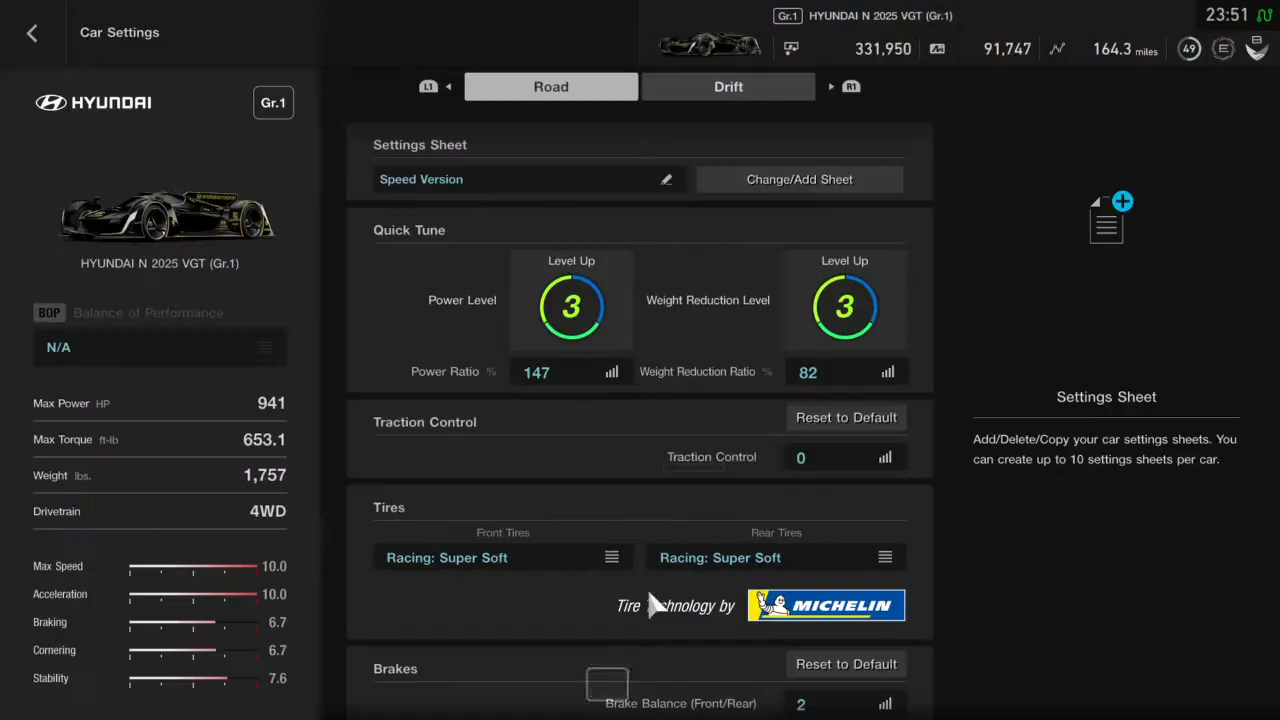 Gr.1 HYUNDAI N 2025 VGT (Gr.1)
23:51
Car Settings
331,950
91,747
164.3 miles
49
E
B
L1
Road
Drift
R1
HYUNDAI
Gr.1
HYUNDAI N 2025 VGT (Gr.1)
BOP Balance of Performance
N/A
Max Power HP 941
Max Torque ft-lb 653.1
Weight lbs. 1,757
Drivetrain 4WD
Max Speed 10.0
Acceleration 10.0
Braking 6.7
Cornering 6.7
Stability 7.6
Settings Sheet
Speed Version
Change/Add Sheet
Quick Tune
Level Up
Level Up
Power Level 3
Weight Reduction Level 3
Power Ratio % 147
Weight Reduction Ratio % 82
Traction Control
Reset to Default
Traction Control 0
Tires
Front Tires
Rear Tires
Racing: Super Soft
Racing: Super Soft
Tire Technology by MICHELIN
Brakes
Reset to Default
Brake Balance (Front/Rear) 2
Settings Sheet
Add/Delete/Copy your car settings sheets. You
can create up to 10 settings sheets per car.